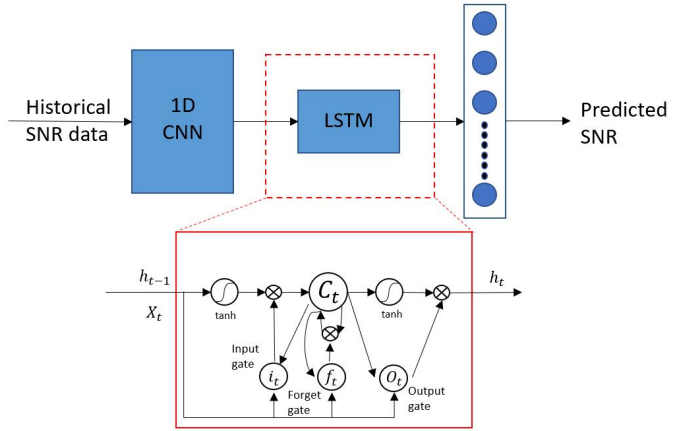 Historical
SNR data
1D
CNN
LSTM
Predicted
SNR
h_{t-1}
X_t
tanh
C_t
tanh
h_t
Input
gate
i_t
Forget
gate
f_t
O_t
Output
gate